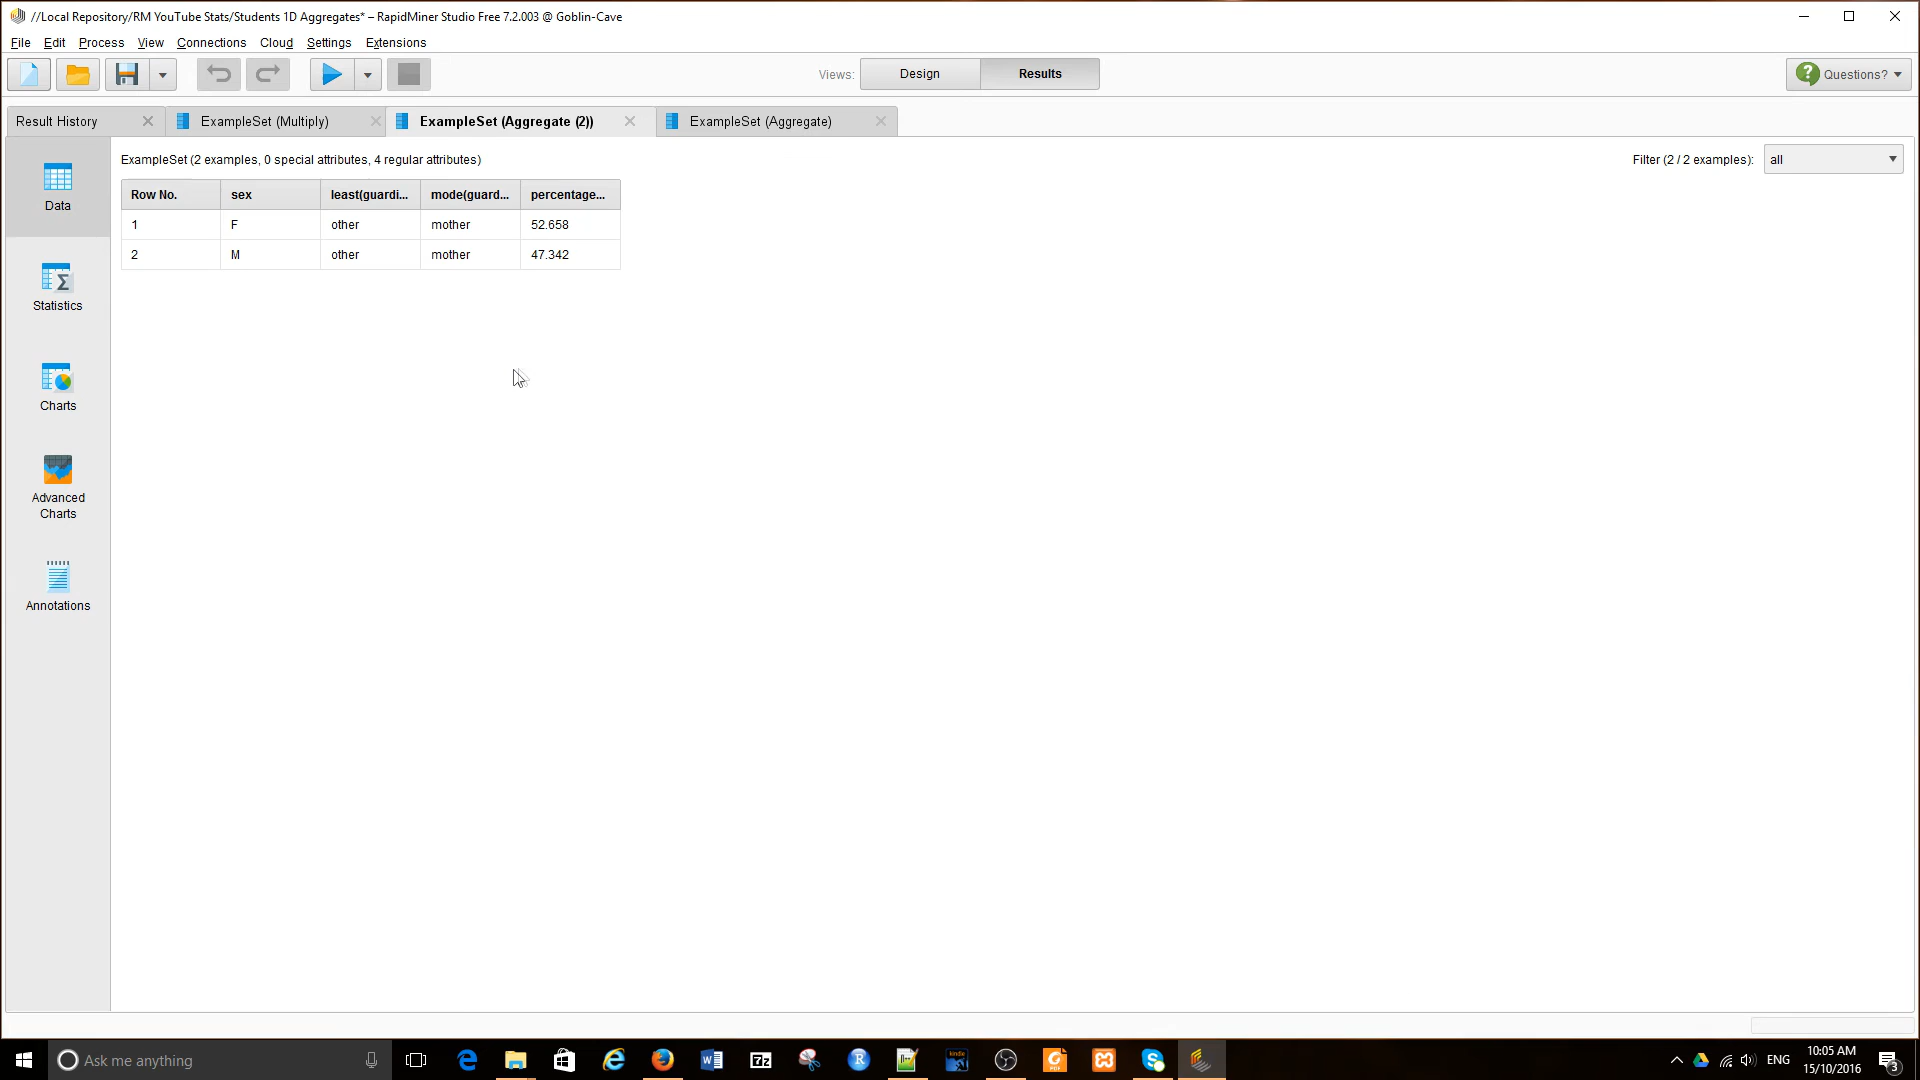 //Local Repository/RM YouTube Stats/Students 1D Aggregates* – RapidMiner Studio Free 7.2.003 @ Goblin-Cave
File Edit Process View Connections Cloud Settings Extensions
Views: Design Results Questions?
Result History ExampleSet (Multiply) ExampleSet (Aggregate (2)) ExampleSet (Aggregate)
ExampleSet (2 examples, 0 special attributes, 4 regular attributes) Filter (2 / 2 examples): all
Row No. sex least(guardi... mode(guard... percentage...
1 F other mother 52.658
2 M other mother 47.342
Data
Statistics
Charts
Advanced
Charts
Annotations
Ask me anything
ENG
10:05 AM
15/10/2016
3